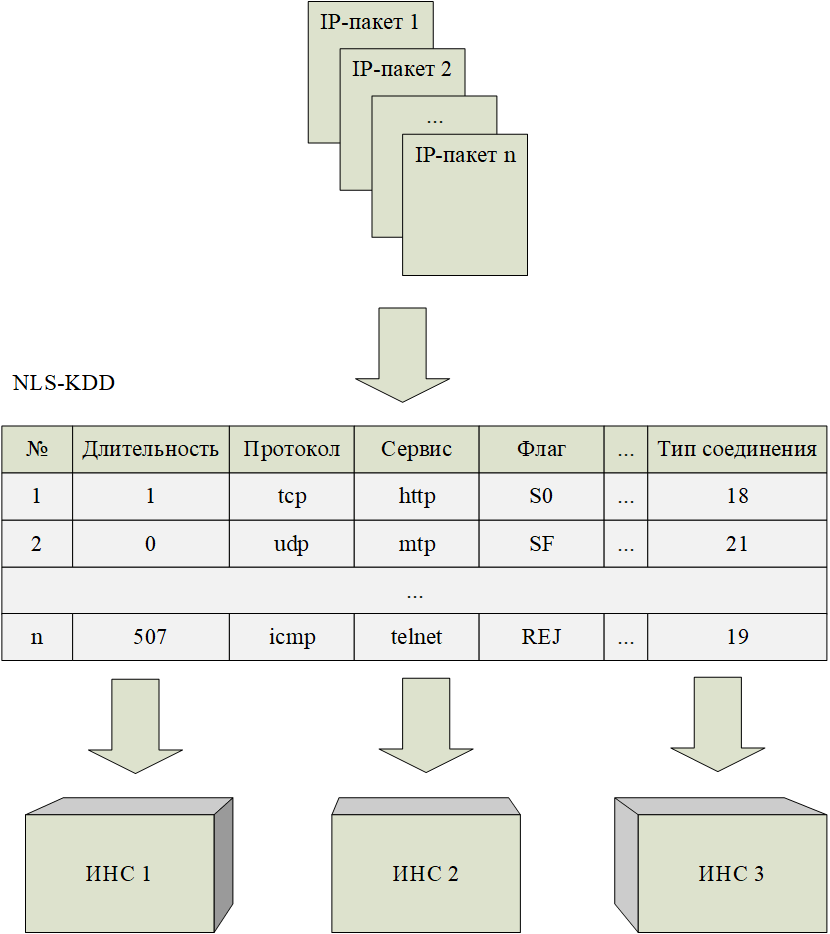 IP-пакет 1
IP-пакет 2
...
IP-пакет n
NLS-KDD
№ Длительность Протокол Сервис Флаг ... Тип соединения
1 1 tcp http S0 ... 18
2 0 udp mtp SF ... 21
...
n 507 icmp telnet REJ ... 19
ИНС 1 ИНС 2 ИНС 3